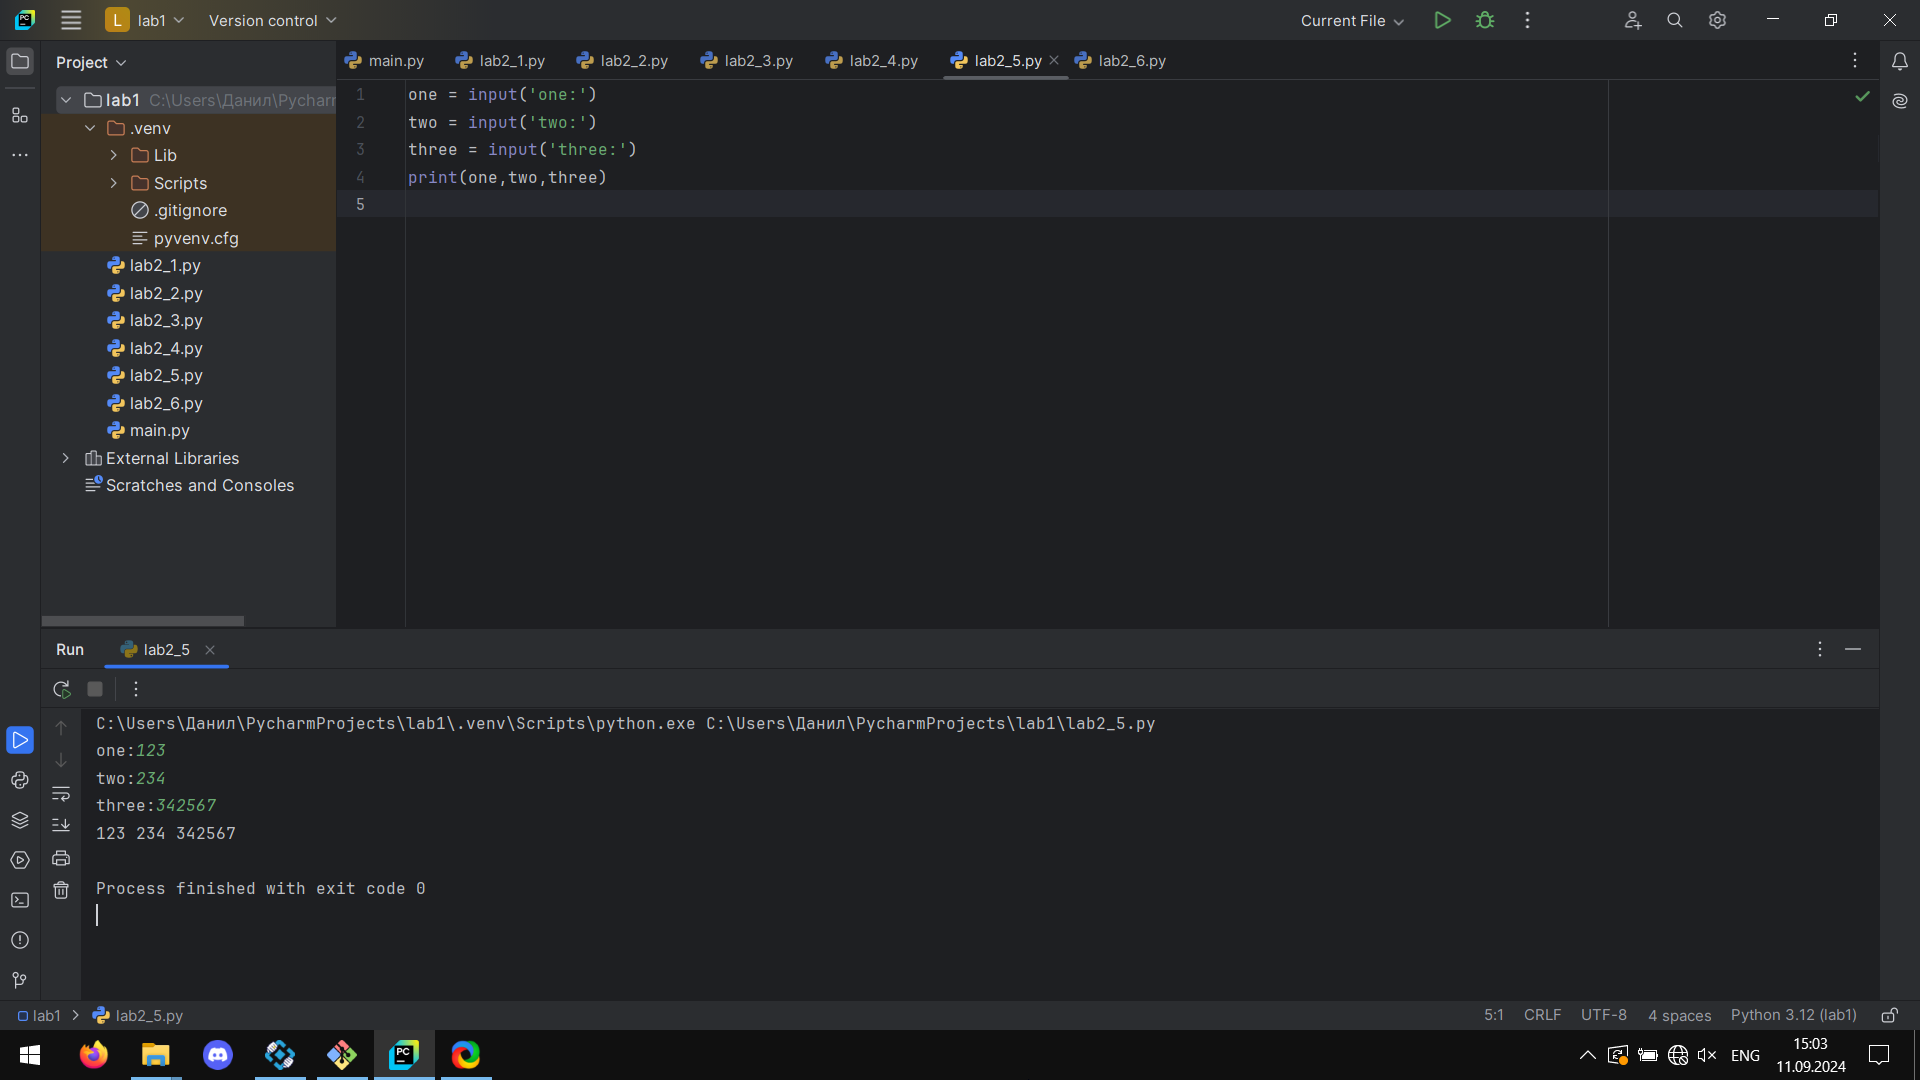 L lab1 Version control Current File
Project
main.py lab2_1.py lab2_2.py lab2_3.py lab2_4.py lab2_5.py lab2_6.py
lab1 C:\Users\Данил\Pycharm
.venv
Lib
Scripts
.gitignore
pyvenv.cfg
lab2_1.py
lab2_2.py
lab2_3.py
lab2_4.py
lab2_5.py
lab2_6.py
main.py
External Libraries
Scratches and Consoles
1 one = input('one:')
2 two = input('two:')
3 three = input('three:')
4 print(one,two,three)
5
Run lab2_5
C:\Users\Данил\PycharmProjects\lab1\.venv\Scripts\python.exe C:\Users\Данил\PycharmProjects\lab1\lab2_5.py
one:123
two:234
three:342567
123 234 342567
Process finished with exit code 0
lab1 lab2_5.py 5:1 CRLF UTF-8 4 spaces Python 3.12 (lab1)
PC ENG 15:03
11.09.2024